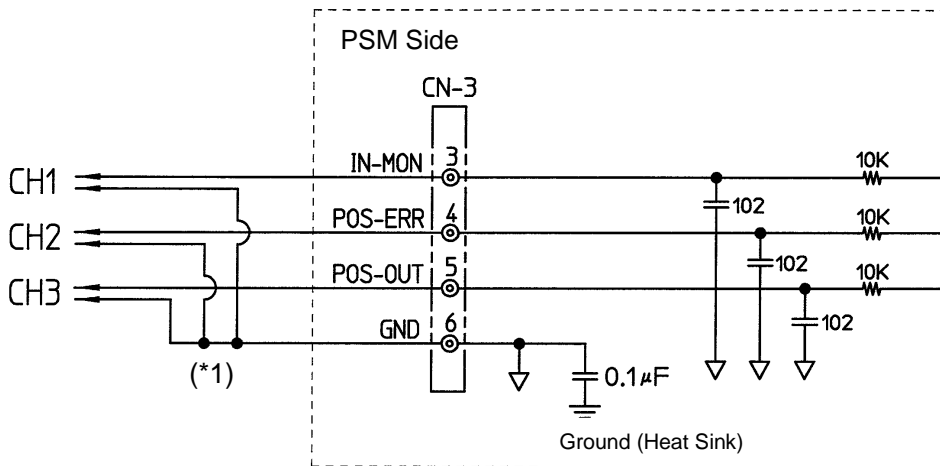 PSM Side
CN-3
CH1
IN-MON
3
10K
102
CH2
POS-ERR
4
10K
102
CH3
POS-OUT
5
10K
102
GND
6
(*1)
0.1μF
Ground (Heat Sink)